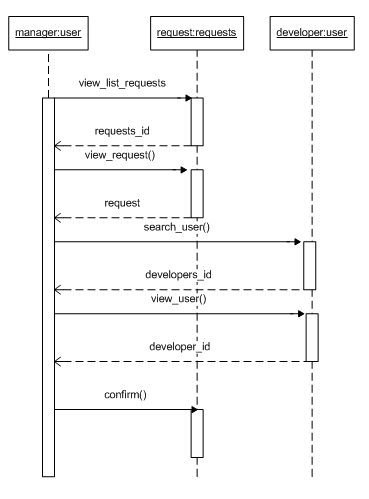 manager:user
request:requests
developer:user
view_list_requests
requests_id
view_request()
request
search_user()
developers_id
view_user()
developer_id
confirm()